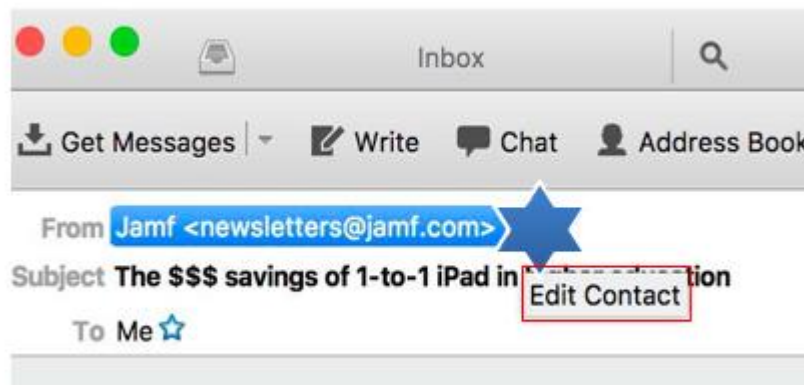 Inbox
Get Messages Write Chat Address Book
From Jamf <newsletters@jamf.com>
Subject The $$$ savings of 1-to-1 iPad in
Edit Contact
To Me